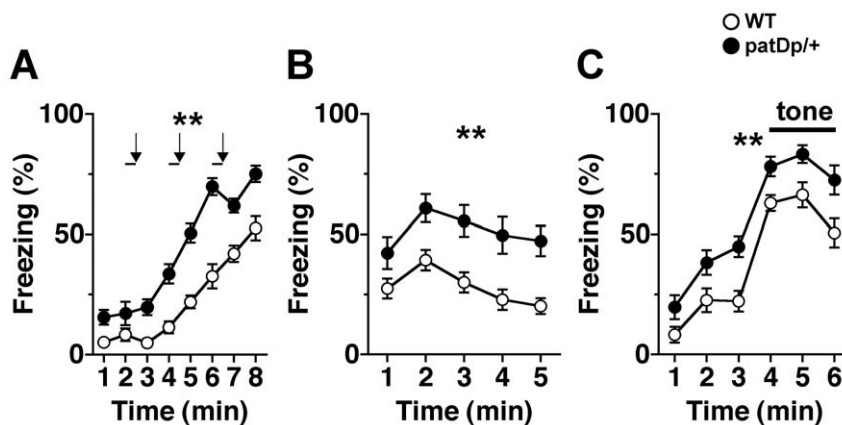 WT
patDp/+
A
B
C
100
50
0
Freezing (%)
**
1 2 3 4 5 6 7 8
Time (min)
100
50
0
Freezing (%)
**
1 2 3 4 5
Time (min)
100
50
0
Freezing (%)
tone
**
1 2 3 4 5 6
Time (min)